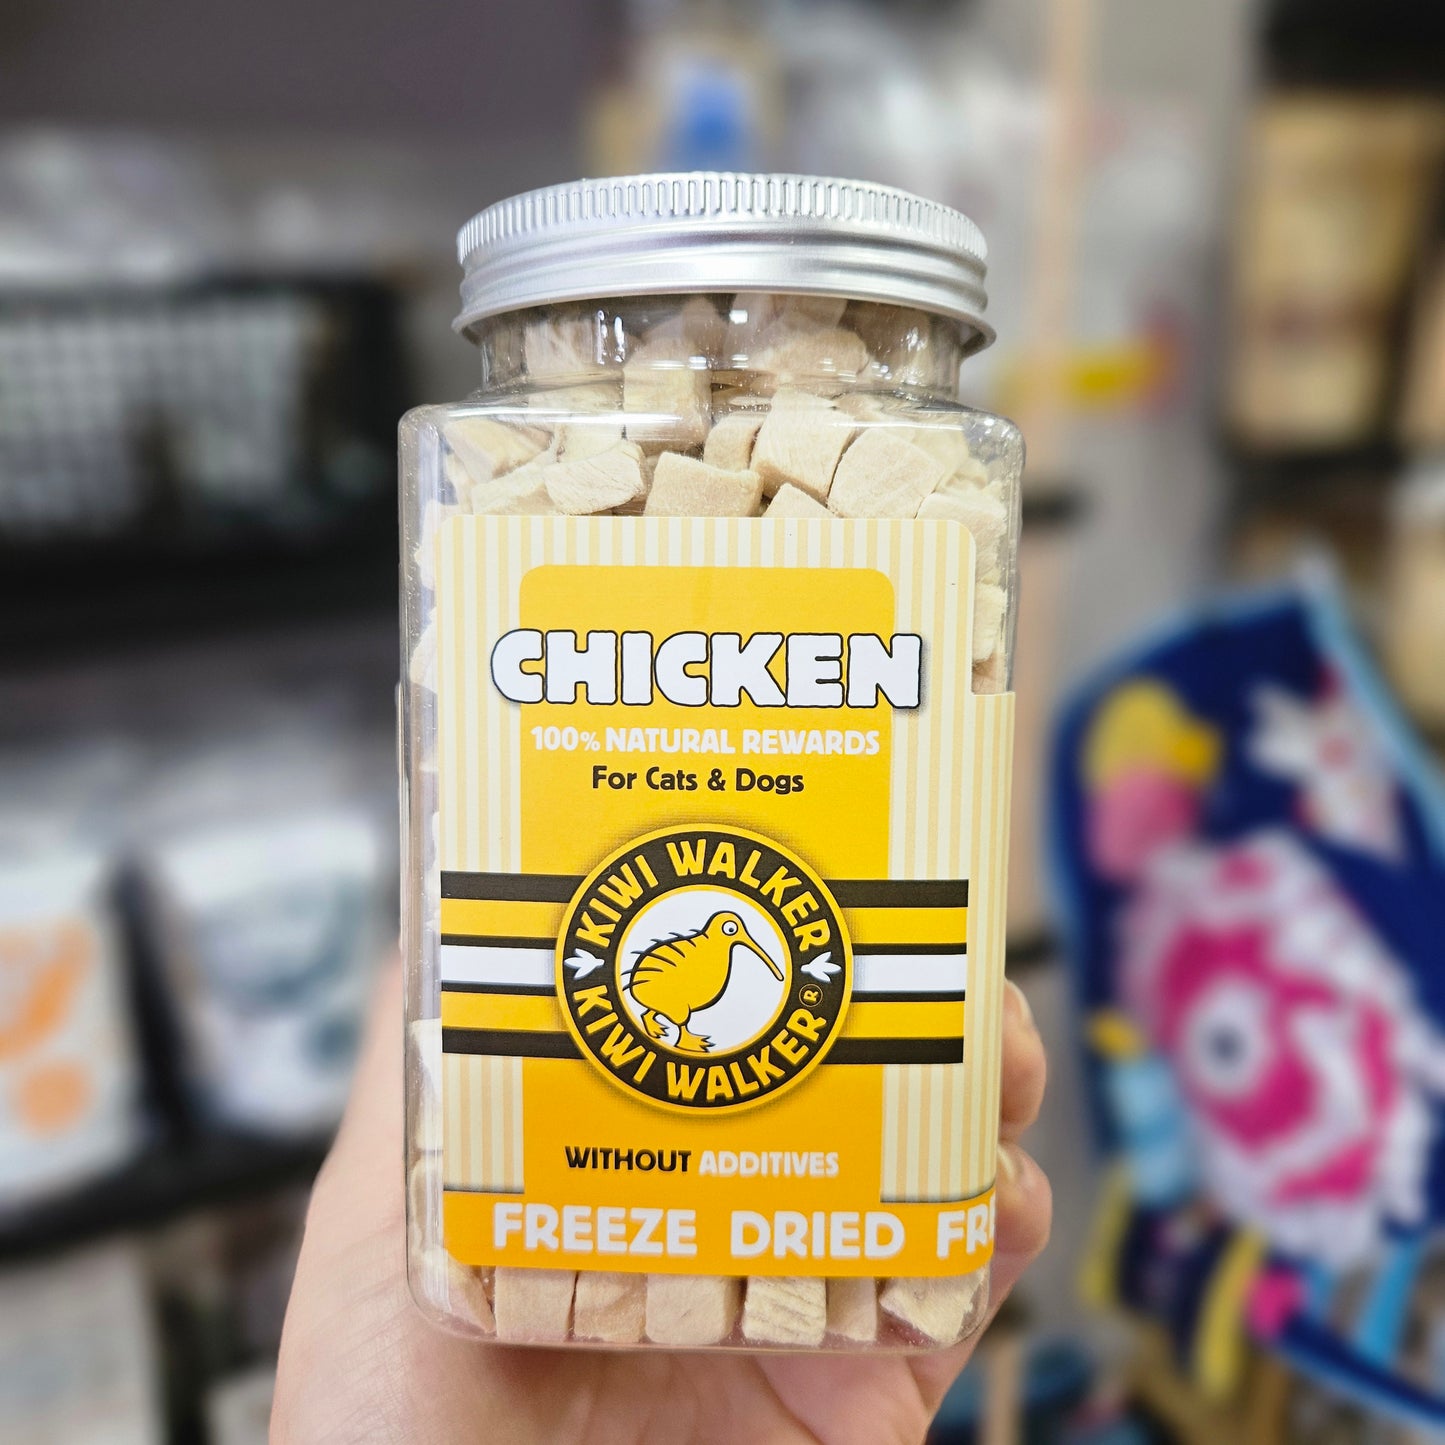 CHICKEN
100% NATURAL REWARDS
For Cats & Dogs
KIWI WALKER
KIWI WALKER®
WITHOUT ADDITIVES
FREEZE DRIED FR